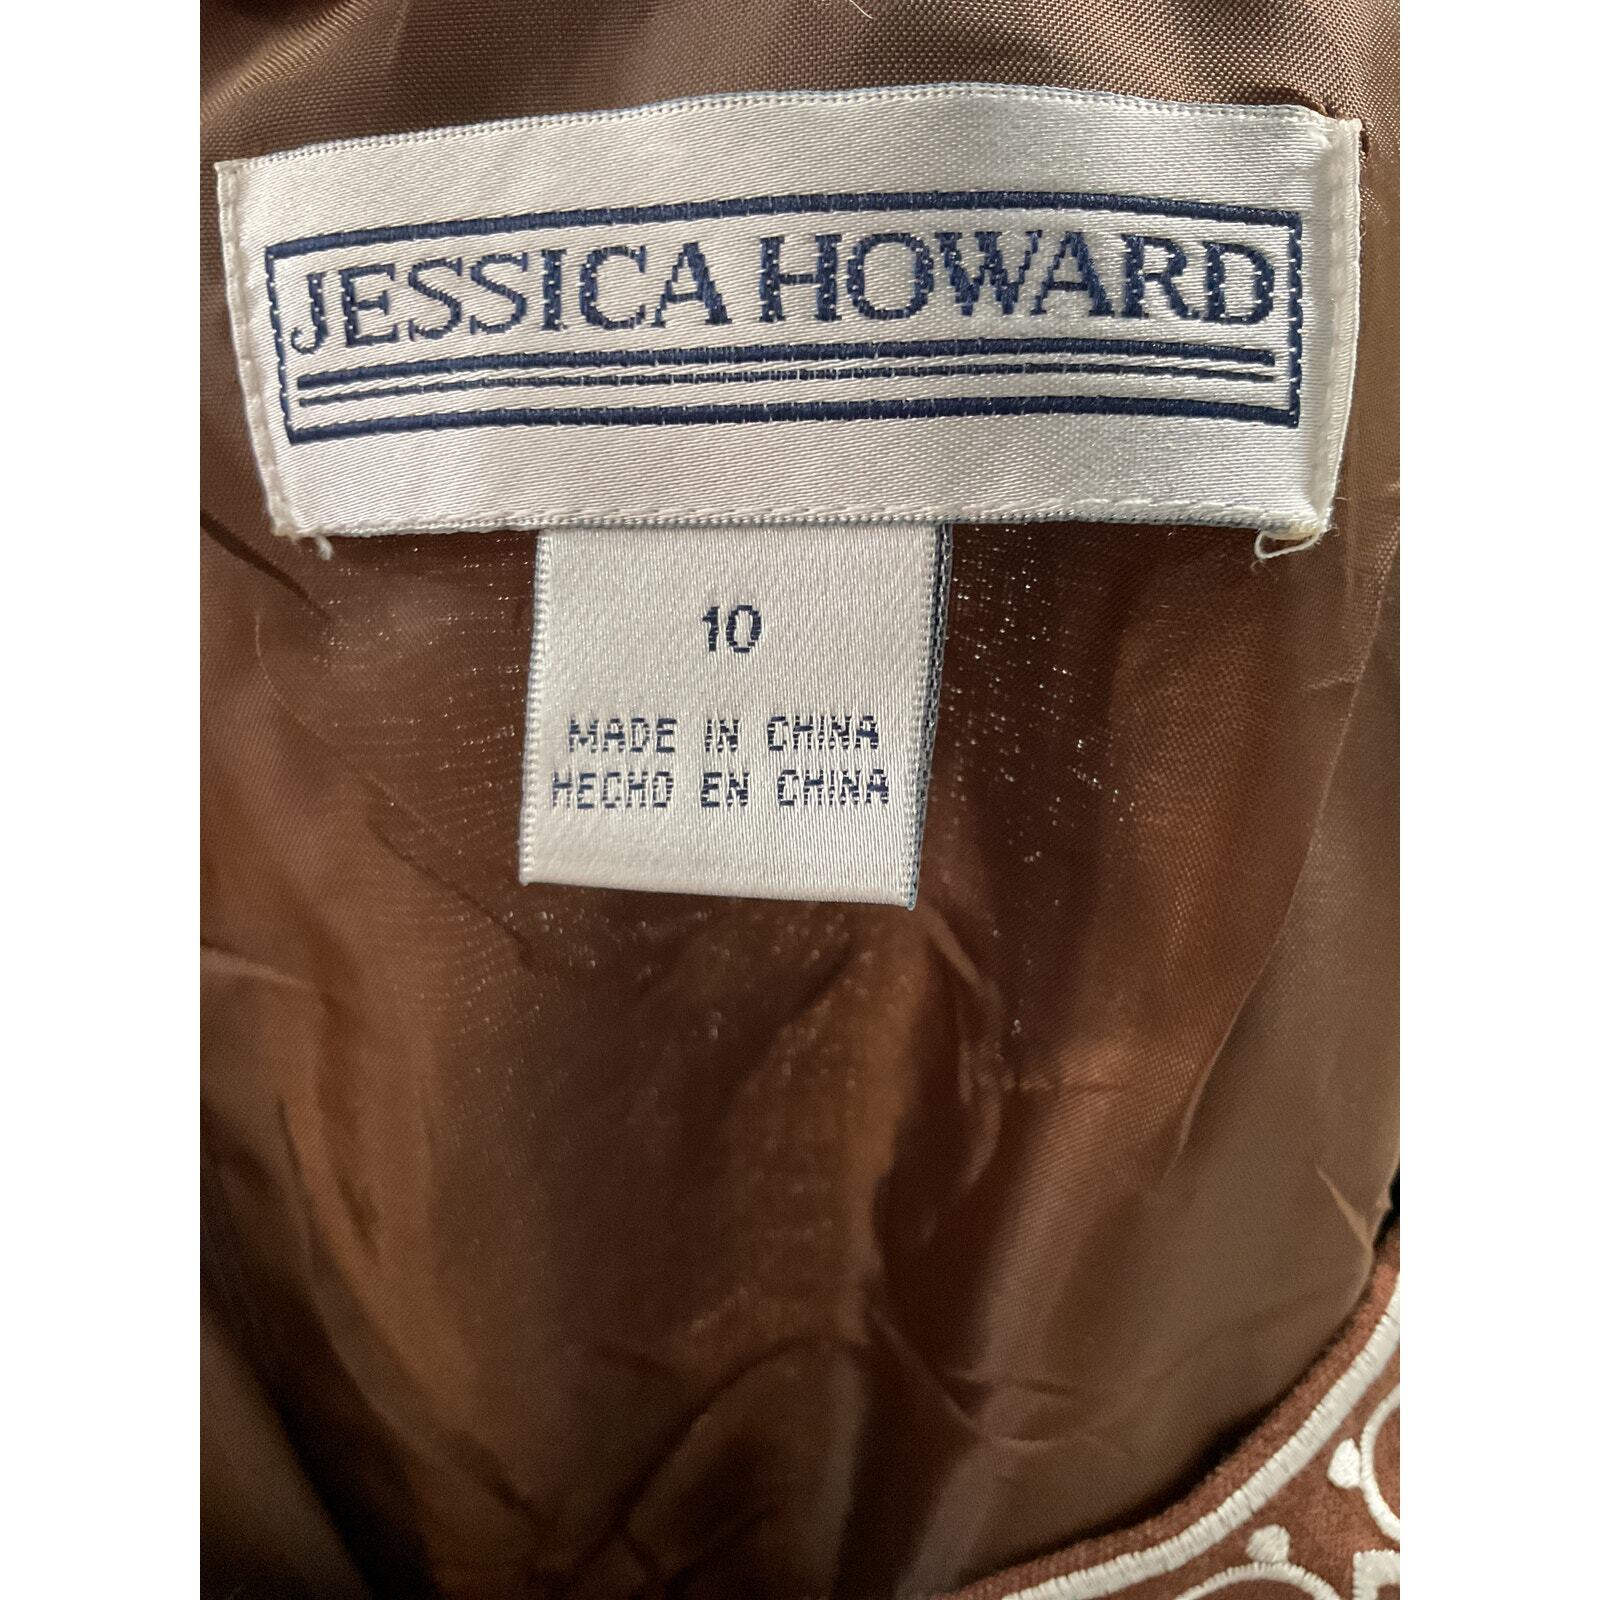 JESSICA HOWARD
10
MADE IN CHINA
HECHO EN CHINA